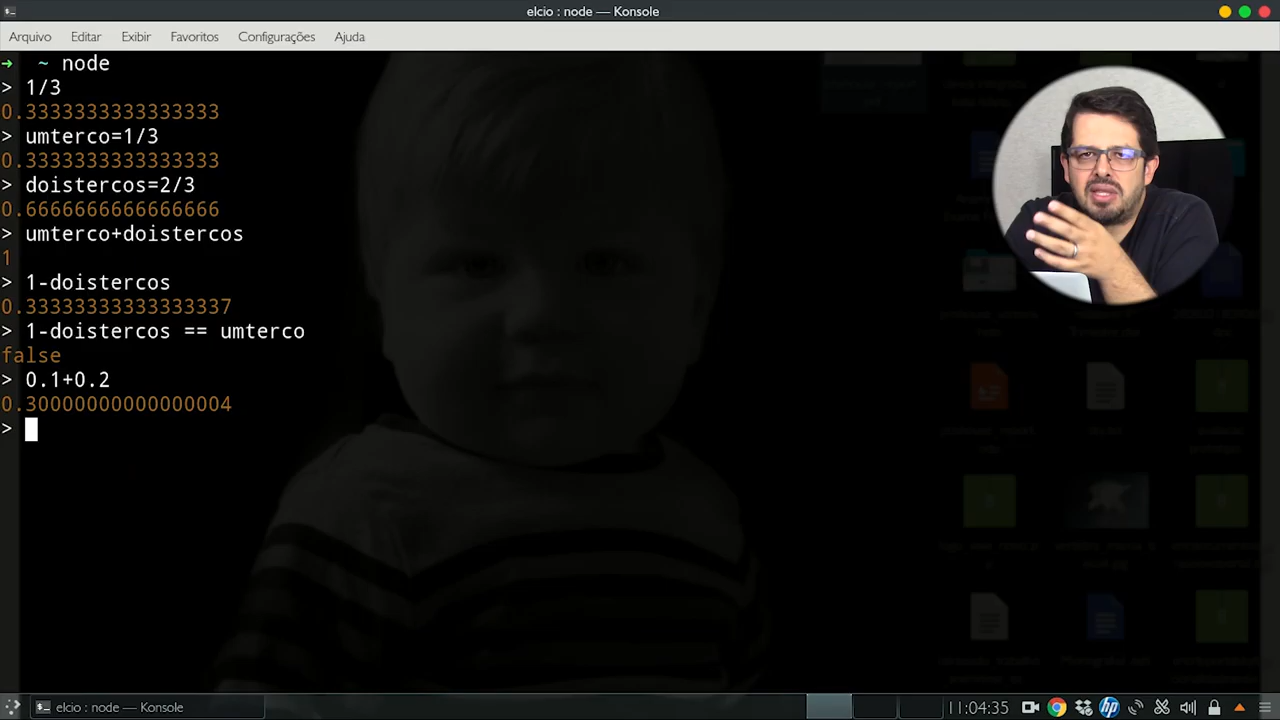 elcio : node — Konsole
Arquivo Editar Exibir Favoritos Configurações Ajuda
➜ ~ node
> 1/3
0.3333333333333333
> umterco=1/3
0.3333333333333333
> doistercos=2/3
0.6666666666666666
> umterco+doistercos
1
> 1-doistercos
0.33333333333333337
> 1-doistercos == umterco
false
> 0.1+0.2
0.30000000000000004
>
elcio : node — Konsole
11:04:35